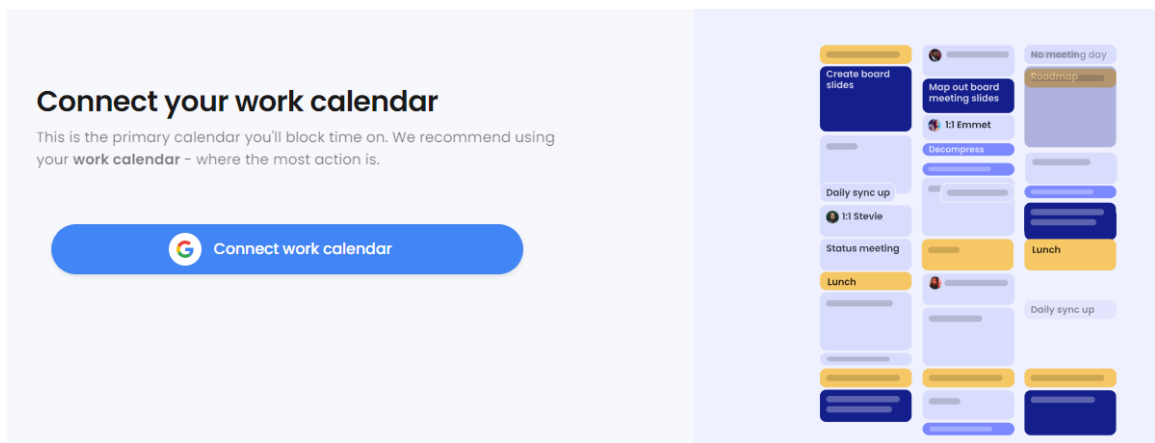 Connect your work calendar
This is the primary calendar you'll block time on. We recommend using
your work calendar - where the most action is.
Connect work calendar
Create board
slides
Daily sync up
1:1 Stevie
Status meeting
Lunch
Map out board
meeting slides
1:1 Emmet
Decompress
No meeting day
Roadmap
Lunch
Daily sync up